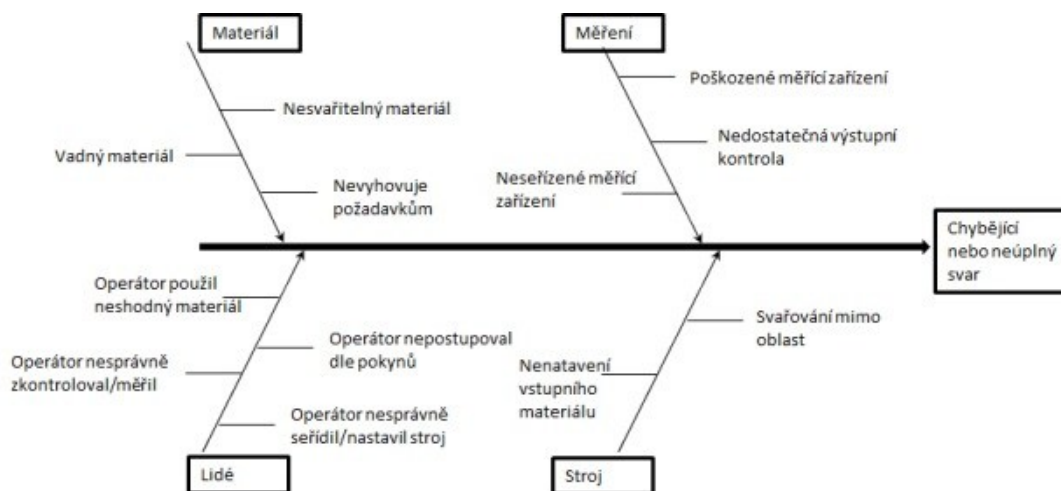 Materiál
Měření
Poškozené měřící zařízení
Nesvařitelný materiál
Nedostatečná výstupní
kontrola
Vadný materiál
Neseřízené měřící
zařízení
Nevyhovuje
požadavkům
Chybějící
nebo neúplný
svar
Operátor použil
neshodný materiál
Svařování mimo
oblast
Operátor nepostupoval
dle pokynů
Operátor nesprávně
zkontroloval/měřil
Nenatavení
vstupního
materiálu
Operátor nesprávně
seřídil/nastavil stroj
Lidé
Stroj